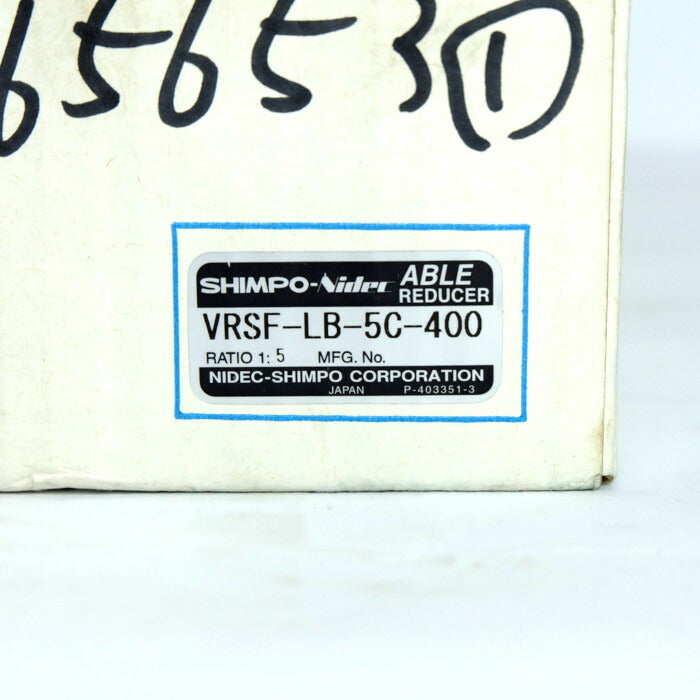 65653①
SHIMPO-Nidec ABLE REDUCER
VRSF-LB-5C-400
RATIO 1: 5 MFG. No.
NIDEC-SHIMPO CORPORATION
JAPAN P-403351-3